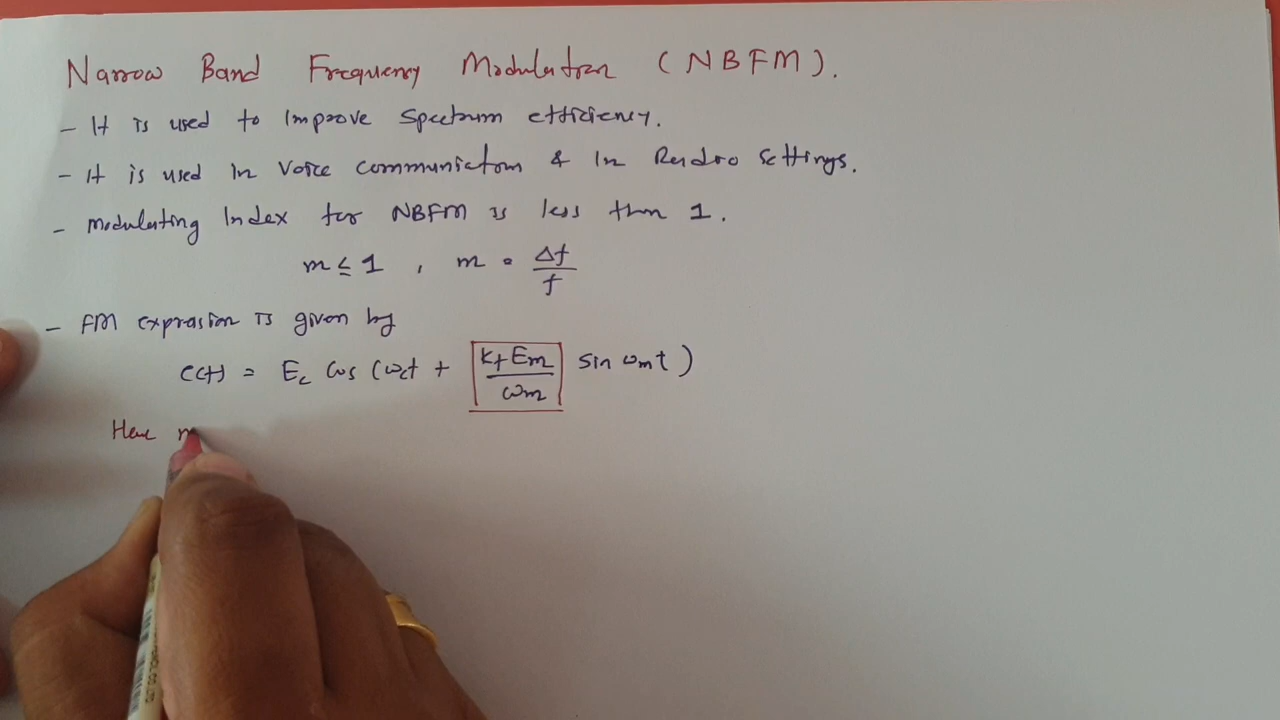 Narrow Band Frequency Modulation (NBFM).
- It is used to improve spectrum efficiency.
- It is used in voice communication & in Radio settings.
- Modulating Index for NBFM is less than 1.
m ≤ 1 , m = Δf/f
- FM expression is given by
e(t) = Ec cos (ωct + KfEm/ωm sin ωmt )
Here m